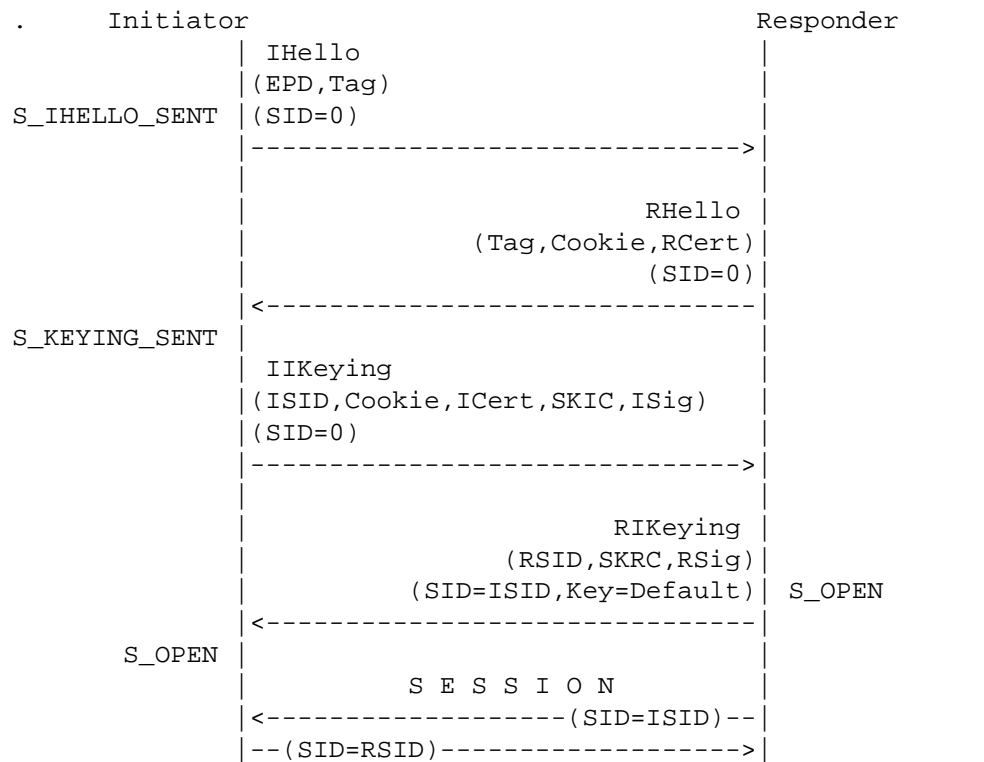 .     Initiator                                Responder
              | IHello                          |
              |(EPD,Tag)                        |
S_IHELLO_SENT |(SID=0)                          |
              |-------------------------------->|
              |                                 |
              |                          RHello |
              |               (Tag,Cookie,RCert)|
              |                          (SID=0)|
              |<--------------------------------|
S_KEYING_SENT |                                 |
              | IIKeying                        |
              |(ISID,Cookie,ICert,SKIC,ISig)    |
              |(SID=0)                          |
              |-------------------------------->|
              |                                 |
              |                        RIKeying |
              |                 (RSID,SKRC,RSig)|
              |           (SID=ISID,Key=Default)| S_OPEN
              |<--------------------------------|
       S_OPEN |                                 |
              |          S E S S I O N          |
              |<-------------------(SID=ISID)---|
              |--(SID=RSID)-------------------->|